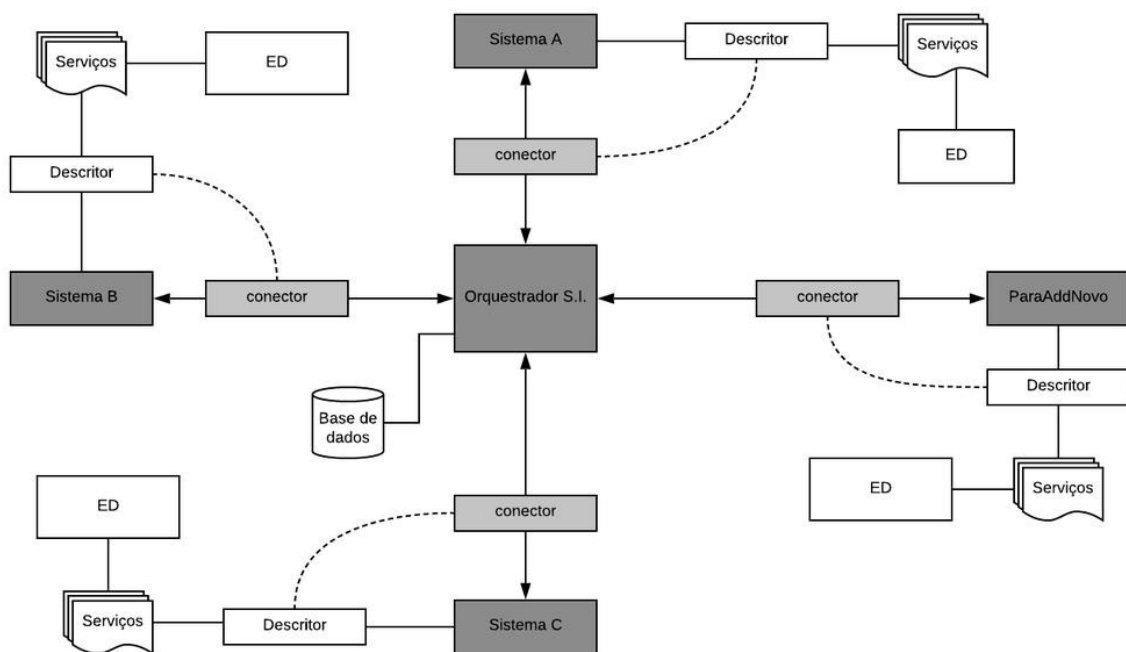 Sistema A
Descritor
Serviços
Serviços
ED
conector
ED
Descritor
Sistema B
conector
Orquestrador S.I.
conector
ParaAddNovo
Descritor
Base de
dados
ED
Serviços
ED
conector
Serviços
Descritor
Sistema C